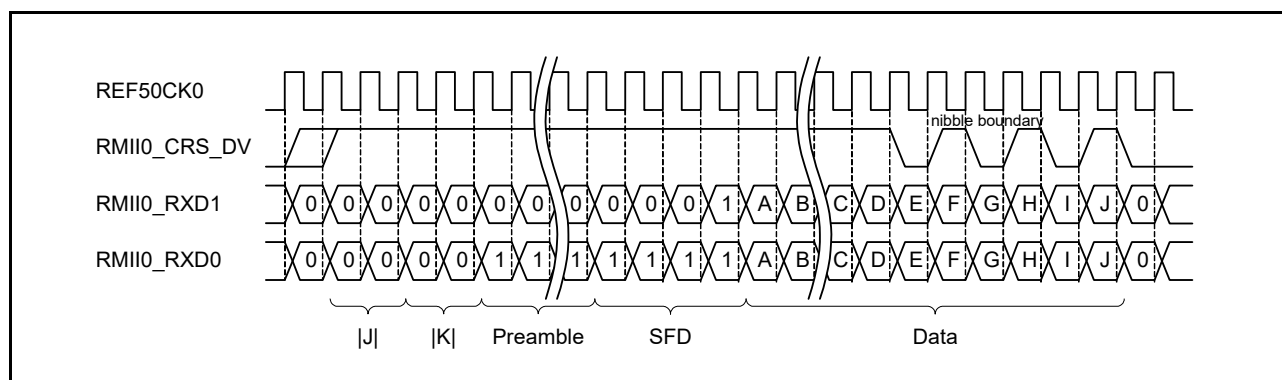 REF50CK0
nibble boundary
RMII0_CRS_DV
RMII0_RXD1 0 0 0 0 0 0 0 0 0 0 0 1 A B C D E F G H I J 0
RMII0_RXD0 0 0 0 0 0 1 1 1 1 1 1 1 A B C D E F G H I J 0
|J| |K| Preamble SFD Data